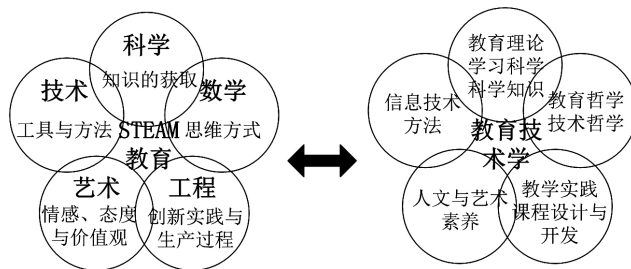 科学
知识的获取
技术
工具与方法
数学
思维方式
STEAM
教育
艺术
情感、态度
与价值观
工程
创新实践与
生产过程
教育理论
学习科学
科学知识
信息技术
方法
教育哲学
技术哲学
教育技
术学
人文与艺术
素养
教学实践
课程设计与
开发